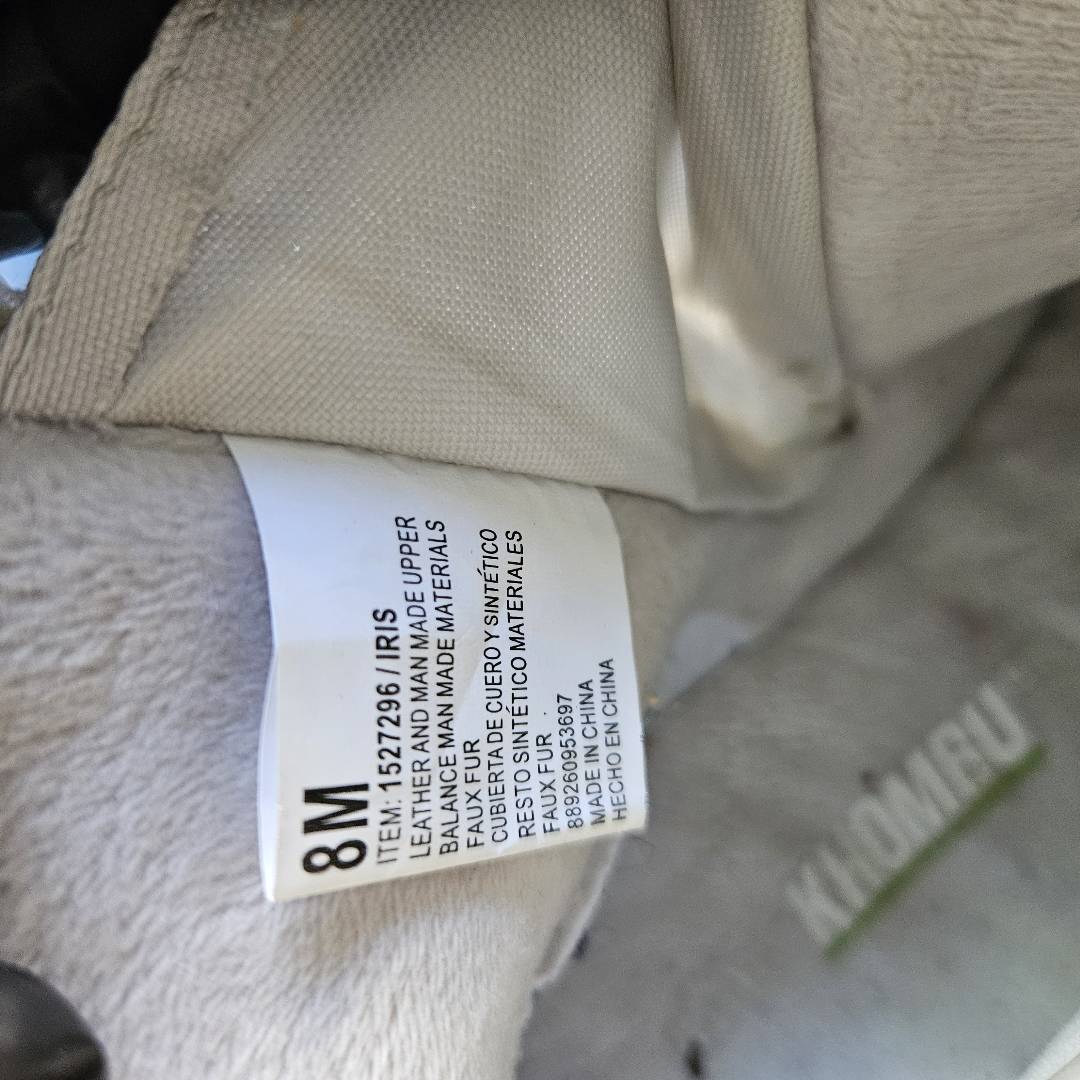 8M
ITEM: 1527296 / IRIS
LEATHER AND MAN MADE UPPER
BALANCE MAN MADE MATERIALS
FAUX FUR
CUBIERTA DE CUERO Y SINTÉTICO
RESTO SINTÉTICO MATERIALES
FAUX FUR
889260953697
MADE IN CHINA
HECHO EN CHINA
KHOMBU